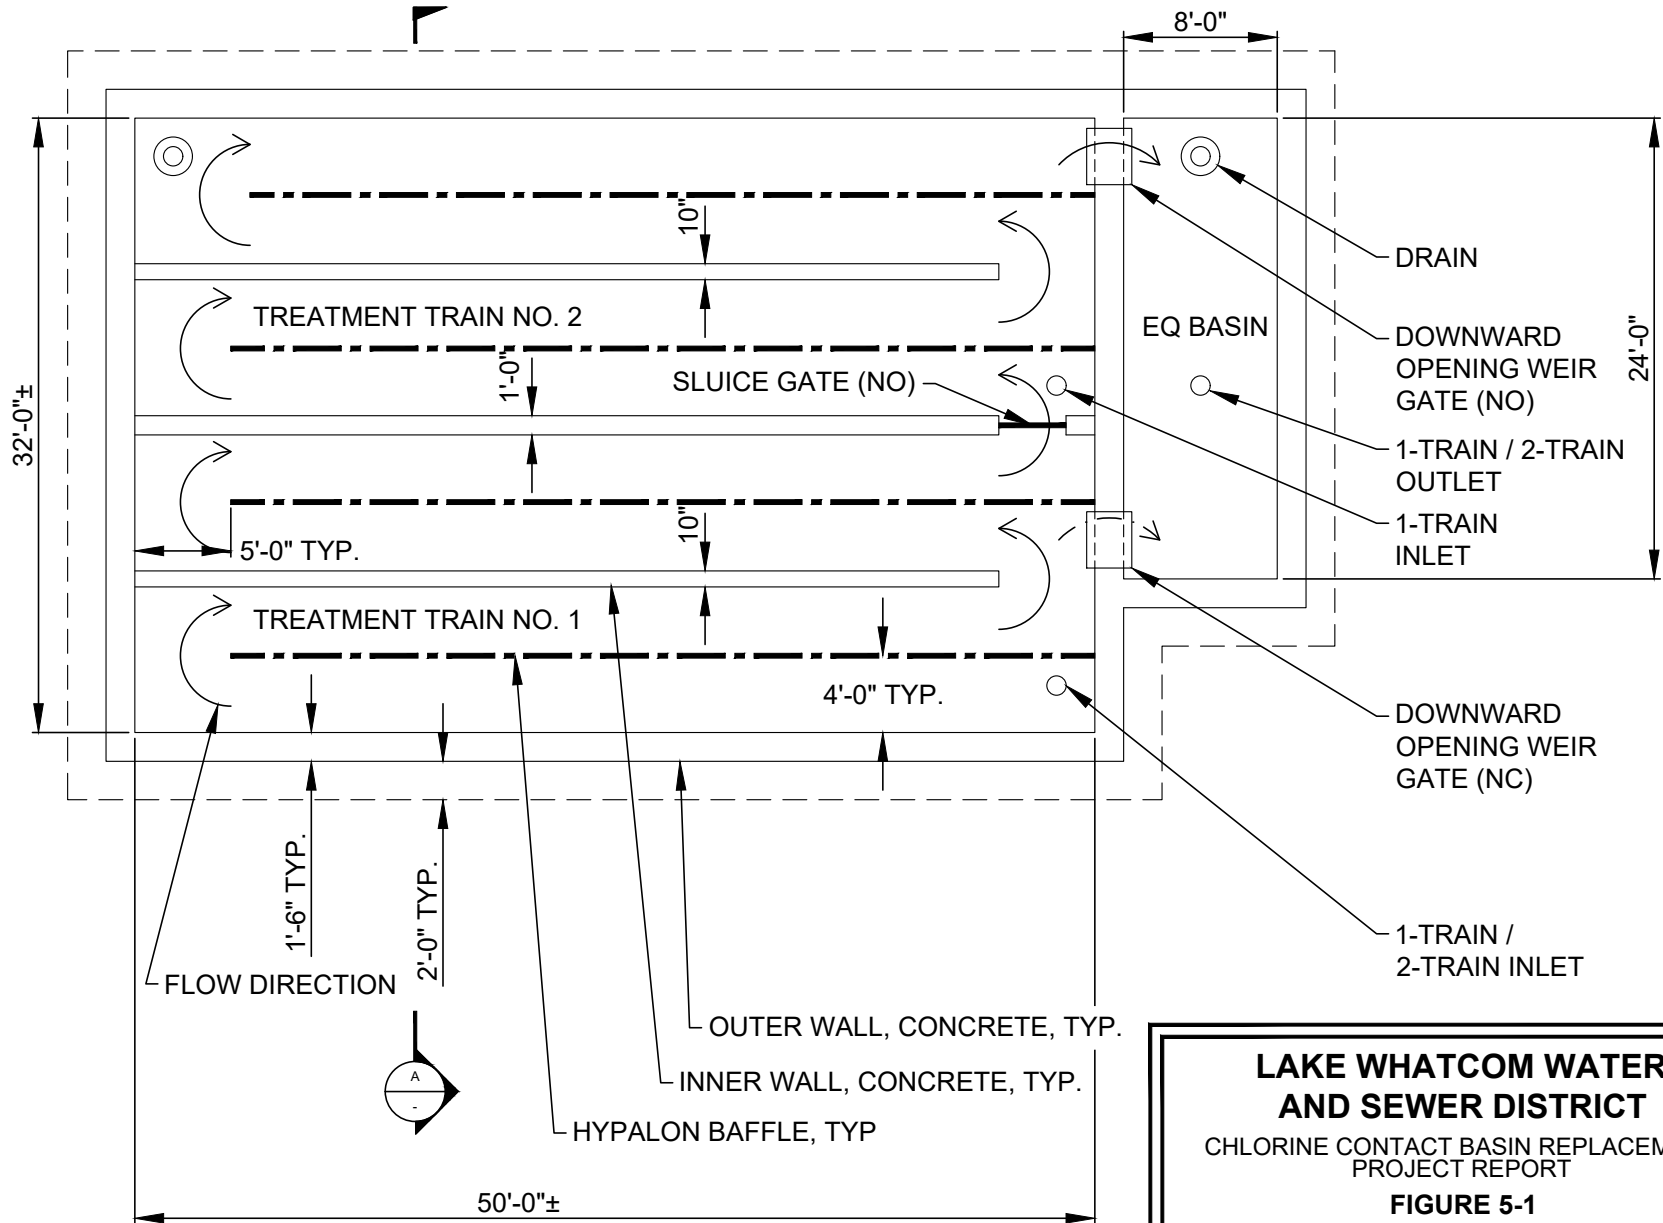 8'-0"
10"
DRAIN
TREATMENT TRAIN NO. 2
EQ BASIN
DOWNWARD
OPENING WEIR
GATE (NO)
24'-0"
1'-0"
SLUICE GATE (NO)
32'-0"±
1-TRAIN / 2-TRAIN
OUTLET
10"
1-TRAIN
INLET
5'-0" TYP.
TREATMENT TRAIN NO. 1
4'-0" TYP.
DOWNWARD
OPENING WEIR
GATE (NC)
1'-6" TYP.
2'-0" TYP.
1-TRAIN /
2-TRAIN INLET
FLOW DIRECTION
OUTER WALL, CONCRETE, TYP.
A
-
INNER WALL, CONCRETE, TYP.
HYPALON BAFFLE, TYP
50'-0"±
LAKE WHATCOM WATER
AND SEWER DISTRICT
CHLORINE CONTACT BASIN REPLACEM
PROJECT REPORT
FIGURE 5-1